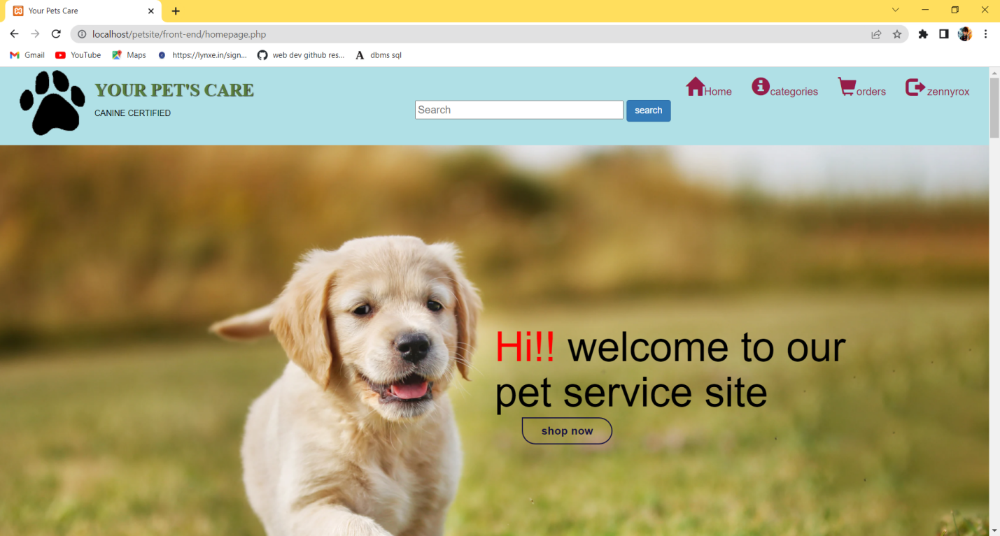 Your Pets Care
localhost/petsite/front-end/homepage.php
Gmail YouTube Maps https://lynxe.in/sign... web dev github res... A dbms sql
YOUR PET'S CARE
CANINE CERTIFIED
Search search
Home categories orders zennyrox
Hi!! welcome to our
pet service site
shop now